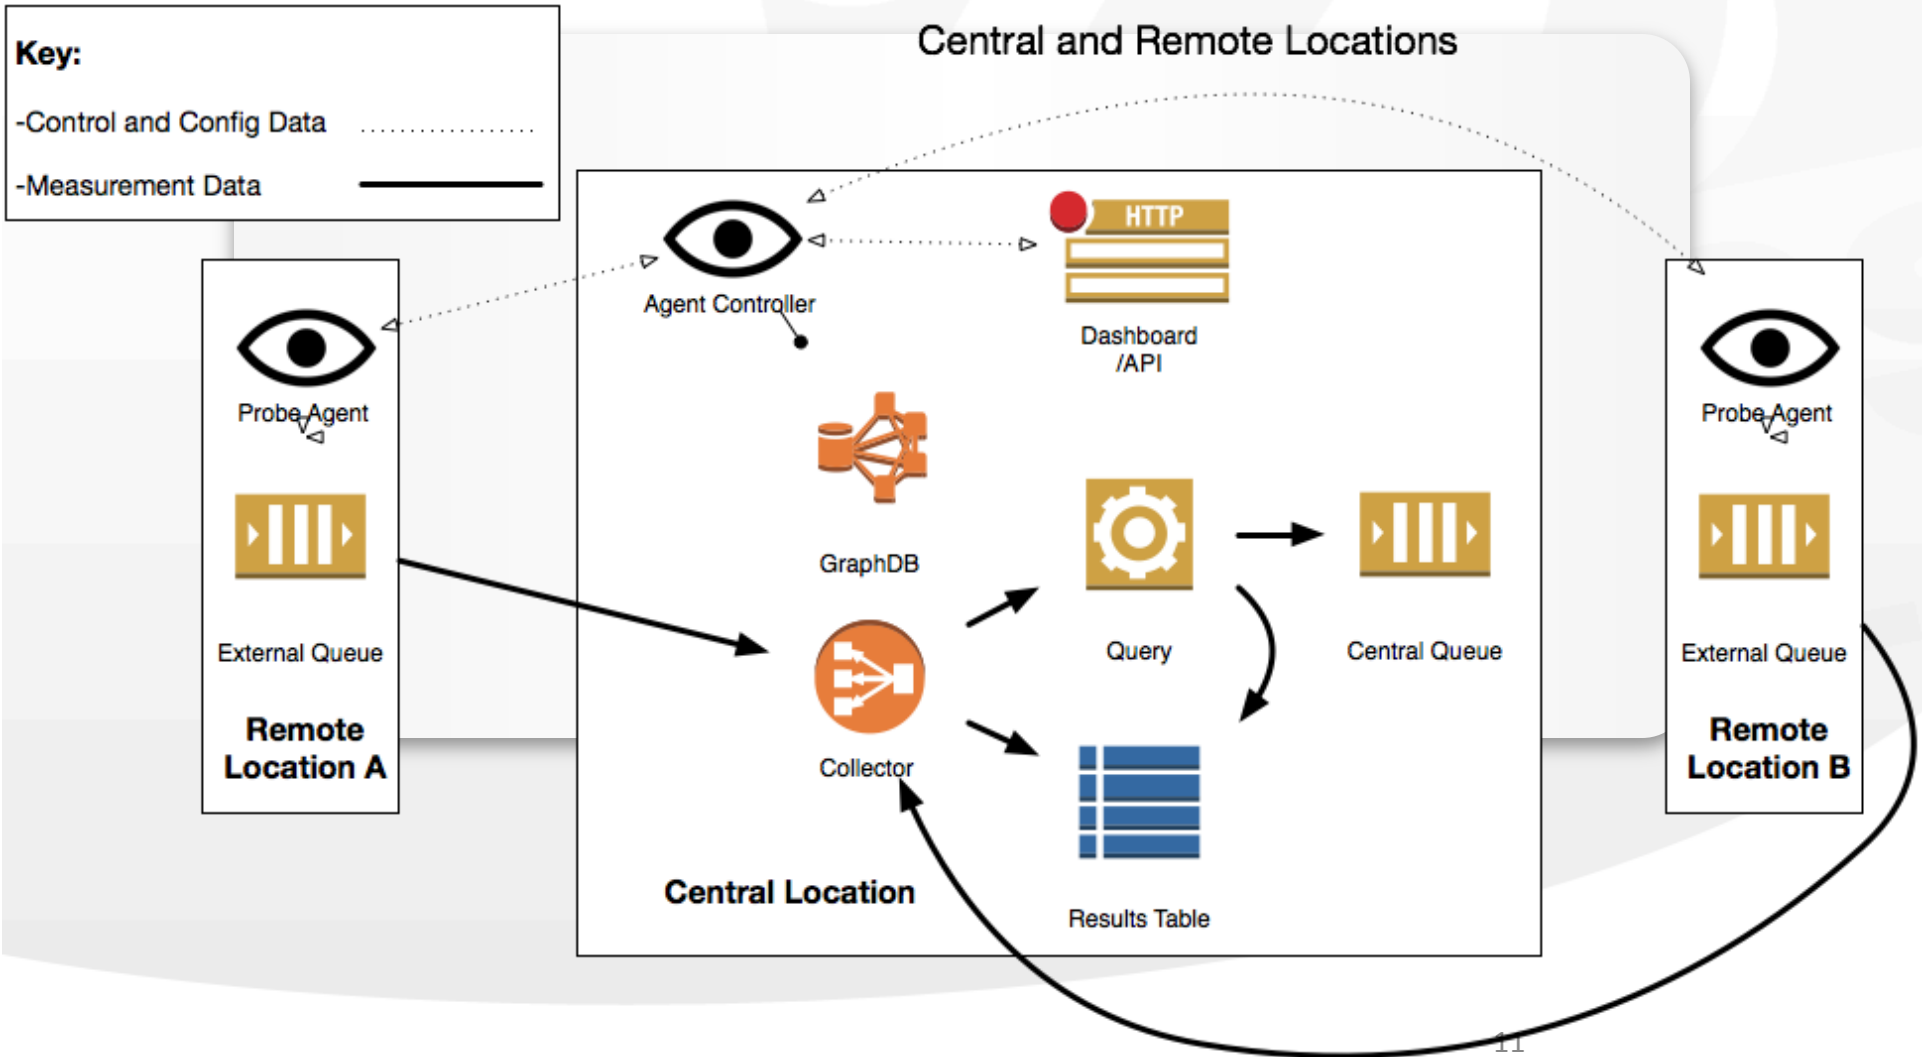 Central and Remote Locations
Key:
-Control and Config Data
-Measurement Data
HTTP
Agent Controller
Dashboard
/API
Probe Agent
Probe Agent
GraphDB
External Queue
Query
Central Queue
External Queue
Remote
Location A
Collector
Remote
Location B
Central Location
Results Table
11